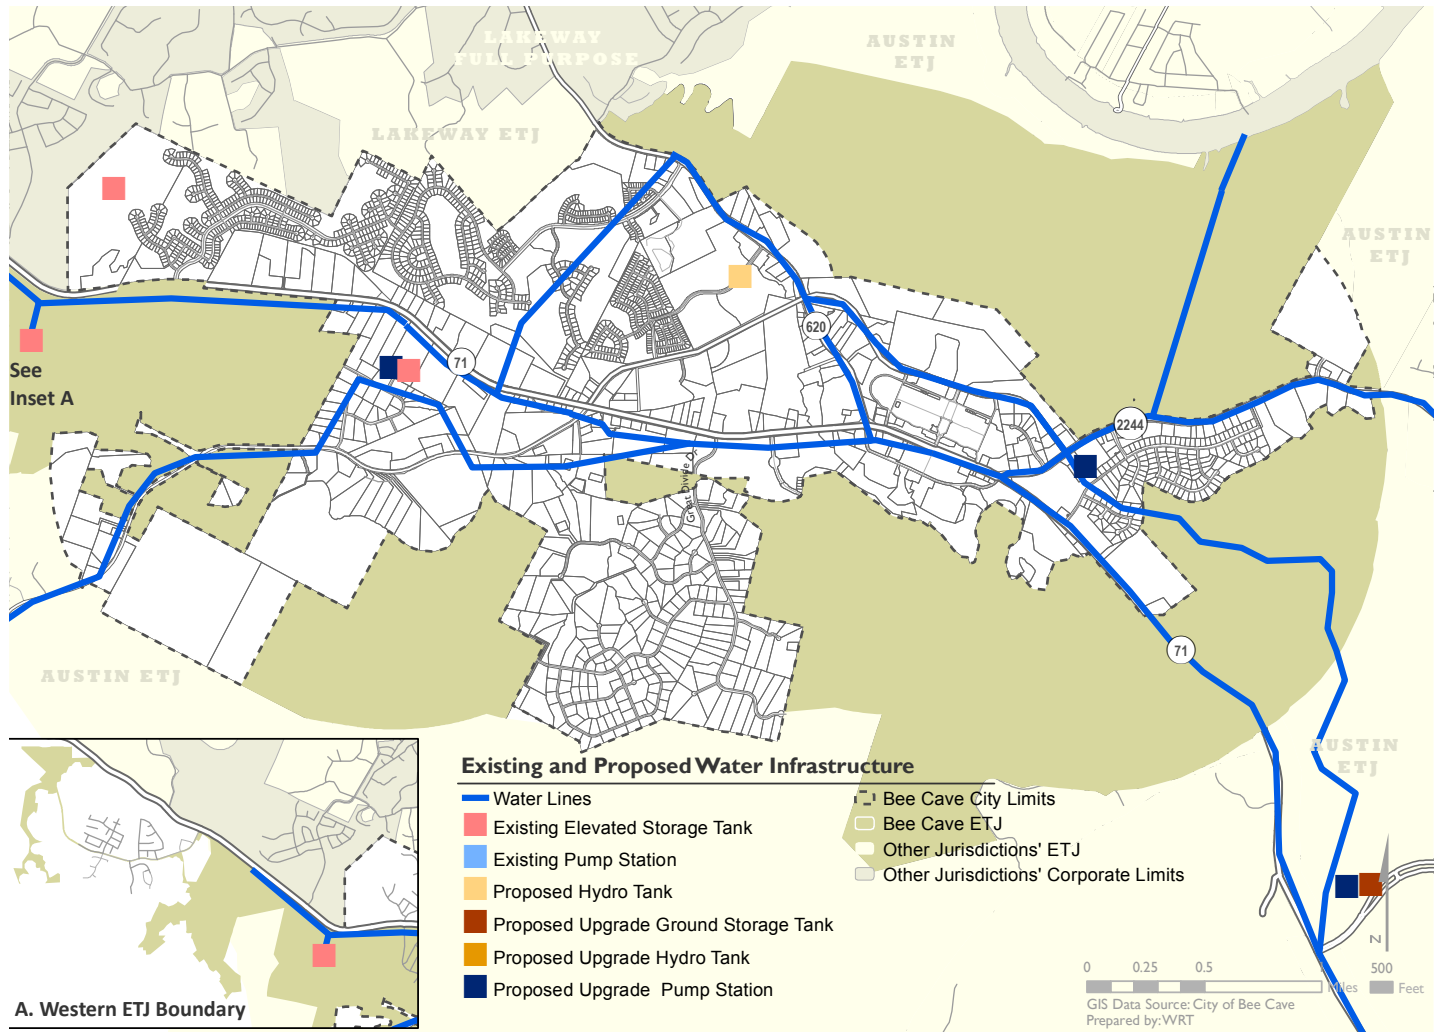 LAKEWAY
FULL PURPOSE
AUSTIN
ETJ
LAKEWAY ETJ
AUSTIN
ETJ
620
71
See
Inset A
2244
Great Divide Dr
71
AUSTIN ETJ
AUSTIN
ETJ
Existing and Proposed Water Infrastructure
Water Lines
Existing Elevated Storage Tank
Existing Pump Station
Proposed Hydro Tank
Proposed Upgrade Ground Storage Tank
Proposed Upgrade Hydro Tank
Proposed Upgrade Pump Station
Bee Cave City Limits
Bee Cave ETJ
Other Jurisdictions' ETJ
Other Jurisdictions' Corporate Limits
A. Western ETJ Boundary
N
0 0.25 0.5 1 500
Miles Feet
GIS Data Source: City of Bee Cave
Prepared by: WRT